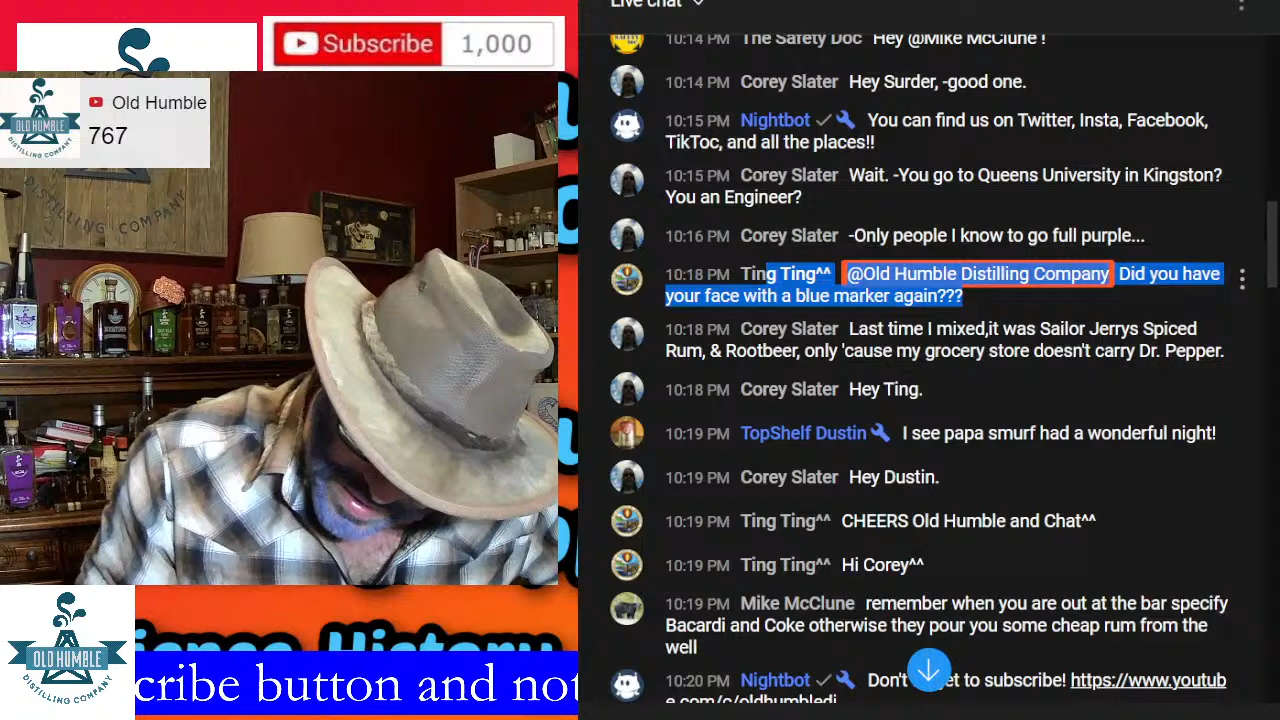 Live chat
Subscribe 1,000
Old Humble
767
OLD HUMBLE
DISTILLING COMPANY
DISTILLING COMPANY
10:14 PM The Safety Doc Hey @Mike McClune !
10:14 PM Corey Slater Hey Surder, -good one.
10:15 PM Nightbot You can find us on Twitter, Insta, Facebook,
TikToc, and all the places!!
10:15 PM Corey Slater Wait. -You go to Queens University in Kingston?
You an Engineer?
10:16 PM Corey Slater -Only people I know to go full purple...
10:18 PM Ting Ting^^ @Old Humble Distilling Company Did you have
your face with a blue marker again???
10:18 PM Corey Slater Last time I mixed,it was Sailor Jerrys Spiced
Rum, & Rootbeer, only 'cause my grocery store doesn't carry Dr. Pepper.
10:18 PM Corey Slater Hey Ting.
10:19 PM TopShelf Dustin I see papa smurf had a wonderful night!
10:19 PM Corey Slater Hey Dustin.
10:19 PM Ting Ting^^ CHEERS Old Humble and Chat^^
10:19 PM Ting Ting^^ Hi Corey^^
10:19 PM Mike McClune remember when you are out at the bar specify
Bacardi and Coke otherwise they pour you some cheap rum from the
well
10:20 PM Nightbot Don't to subscribe! https://www.youtub
e.com/c/oldhumbledi
OLD HUMBLE
DISTILLING COMPANY
ience History
cribe button and not